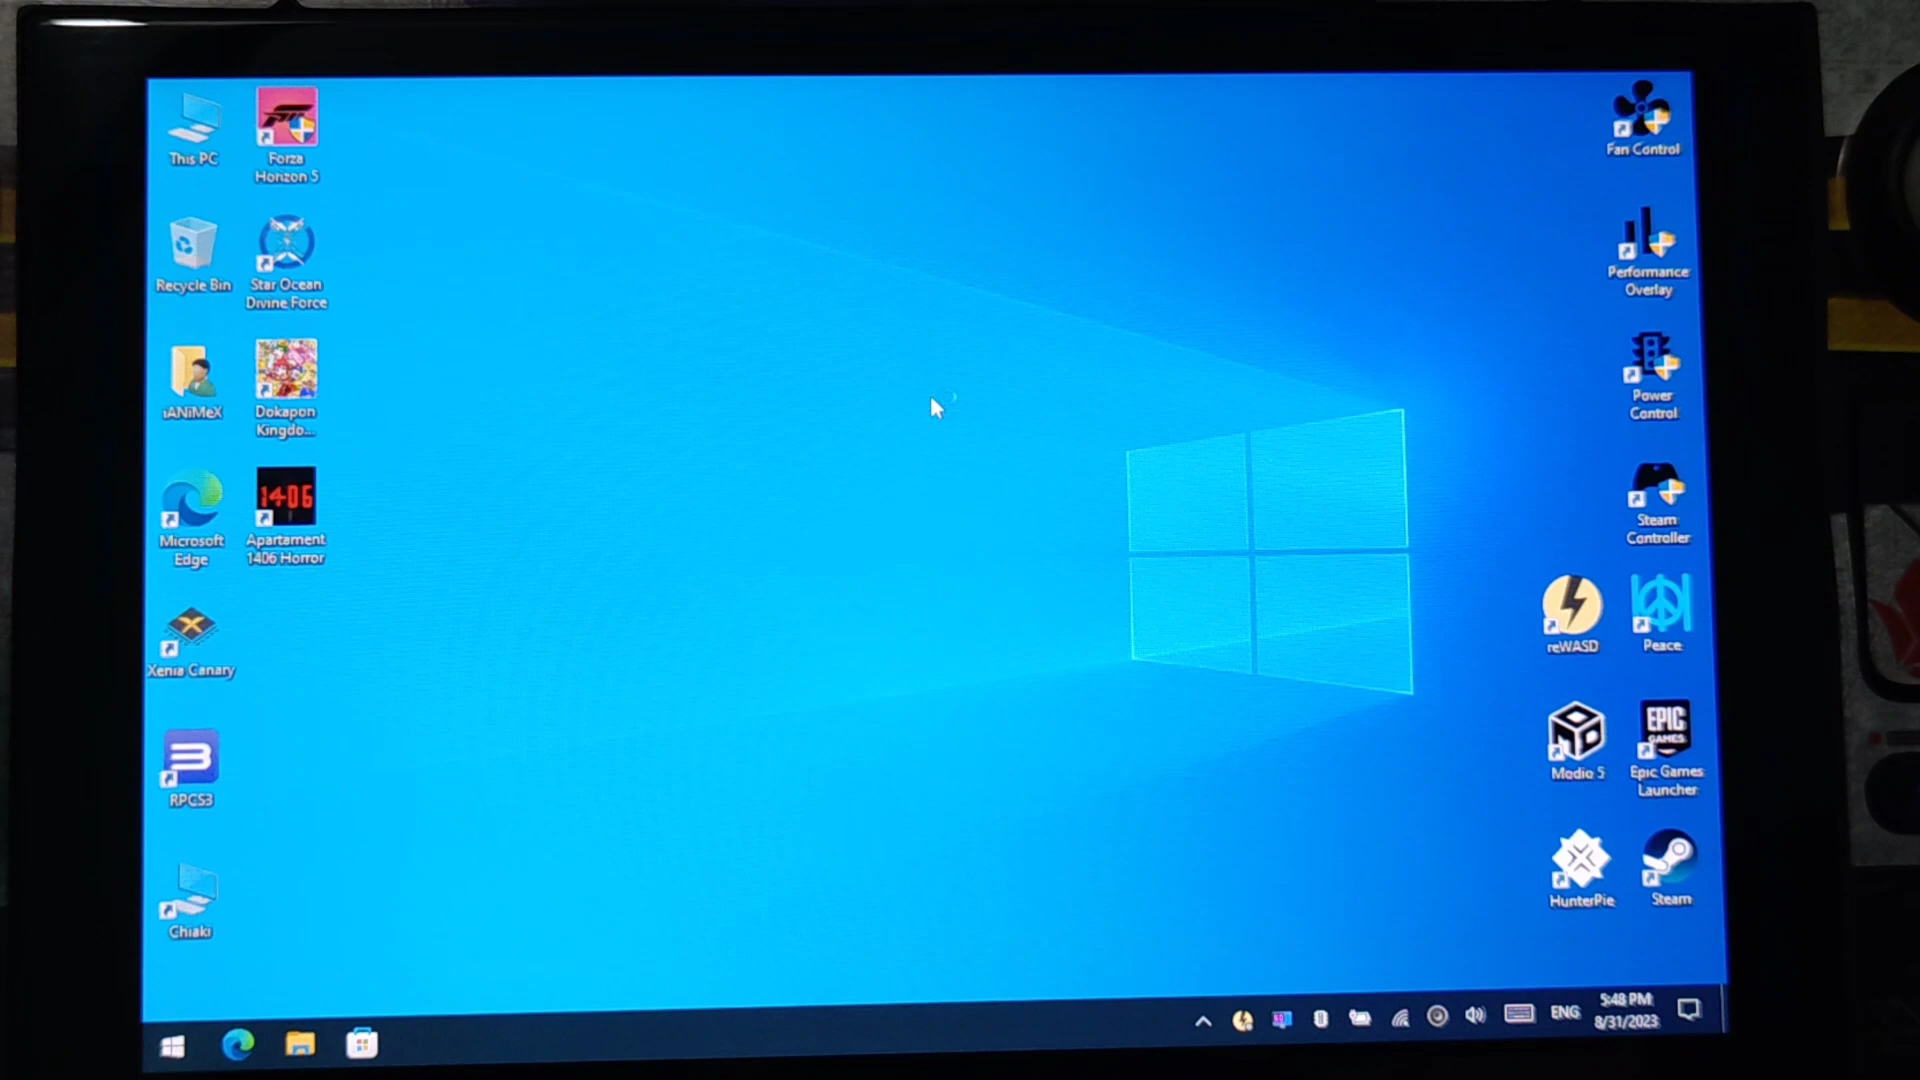 This PC
Forza
Horizon 5
Recycle Bin
Star Ocean
Divine Force
iANiMeX
Dokapon
Kingdo...
Microsoft
Edge
1406
Apartament
1406 Horror
Xenia Canary
RPCS3
Chiaki
Fan Control
Performance
Overlay
Power
Control
Steam
Controller
reWASD
Peace
Modio 5
EPIC
GAMES
Epic Games
Launcher
HunterPie
Steam
ENG
5:48 PM
8/31/2023